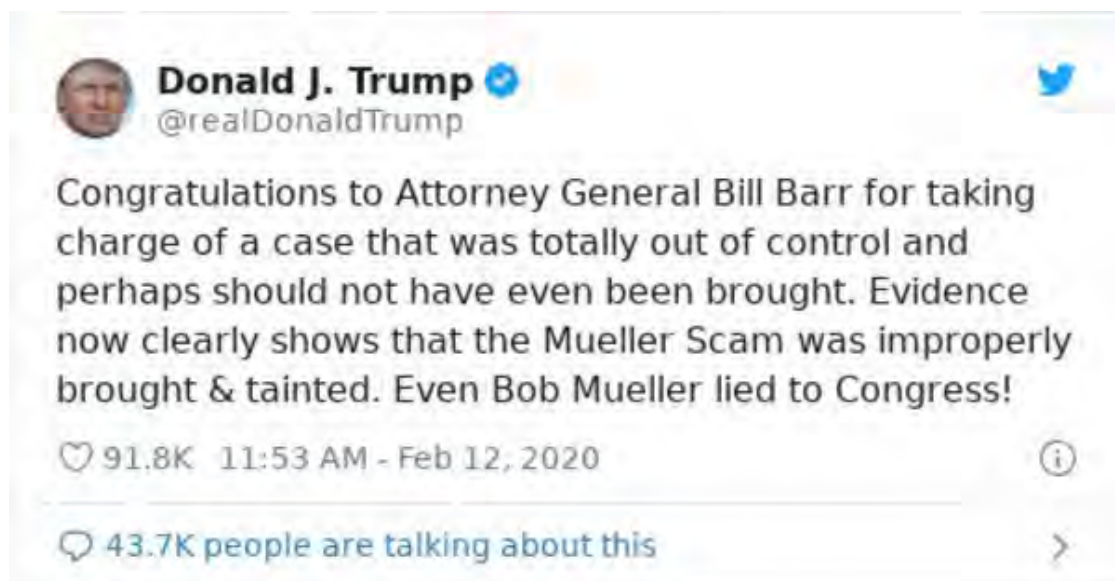 Donald J. Trump
@realDonaldTrump
Congratulations to Attorney General Bill Barr for taking
charge of a case that was totally out of control and
perhaps should not have even been brought. Evidence
now clearly shows that the Mueller Scam was improperly
brought & tainted. Even Bob Mueller lied to Congress!
91.8K 11:53 AM - Feb 12, 2020
43.7K people are talking about this